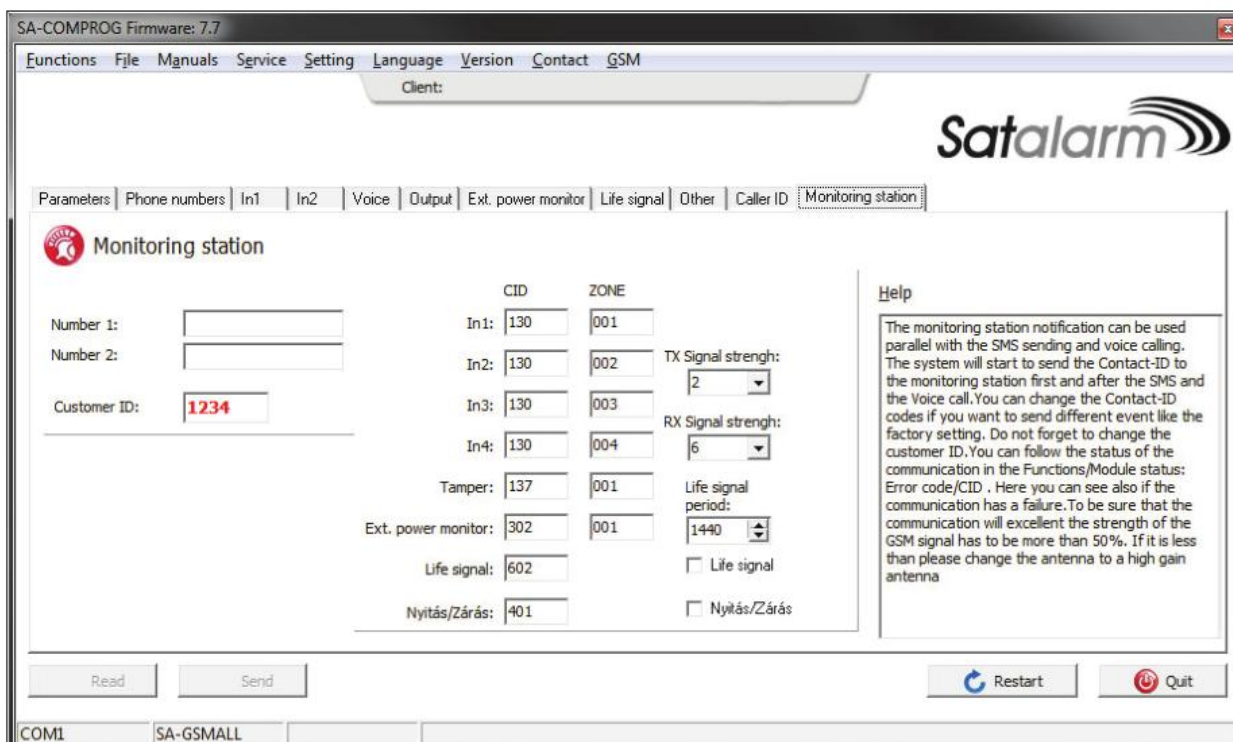 SA-COMPROG Firmware: 7.7
Functions File Manuals Service Setting Language Version Contact GSM
Client:
Satalarm
Parameters Phone numbers In1 In2 Voice Output Ext. power monitor Life signal Other Caller ID Monitoring station
Monitoring station
CID ZONE
Number 1:
Number 2:
Customer ID: 1234
In1: 130 001
In2: 130 002
In3: 130 003
In4: 130 004
Tamper: 137 001
Ext. power monitor: 302 001
Life signal: 602
Nyitás/Zárás: 401
TX Signal strengh:
2
RX Signal strengh:
6
Life signal
period:
1440
Life signal
Nyitás/Zárás
Help
The monitoring station notification can be used
parallel with the SMS sending and voice calling.
The system will start to send the Contact-ID to
the monitoring station first and after the SMS and
the Voice call.You can change the Contact-ID
codes if you want to send different event like the
factory setting. Do not forget to change the
customer ID.You can follow the status of the
communication in the Functions/Module status:
Error code/CID . Here you can see also if the
communication has a failure.To be sure that the
communication will excellent the strength of the
GSM signal has to be more than 50%. If it is less
than please change the antenna to a high gain
antenna
Read Send Restart Quit
COM1 SA-GSMALL